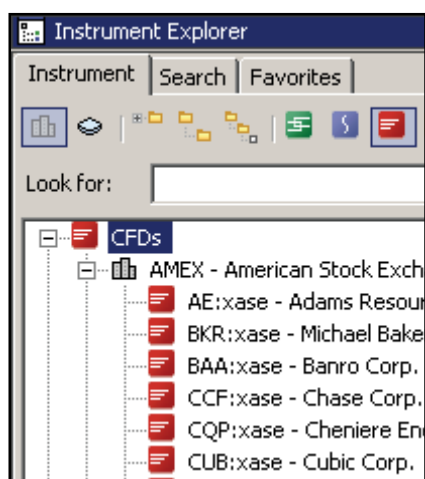 Instrument Explorer
Instrument Search Favorites
Look for:
CFDs
AMEX - American Stock Exch
AE:xase - Adams Resour
BKR:xase - Michael Bake
BAA:xase - Banro Corp.
CCF:xase - Chase Corp.
CQP:xase - Cheniere En
CUB:xase - Cubic Corp.